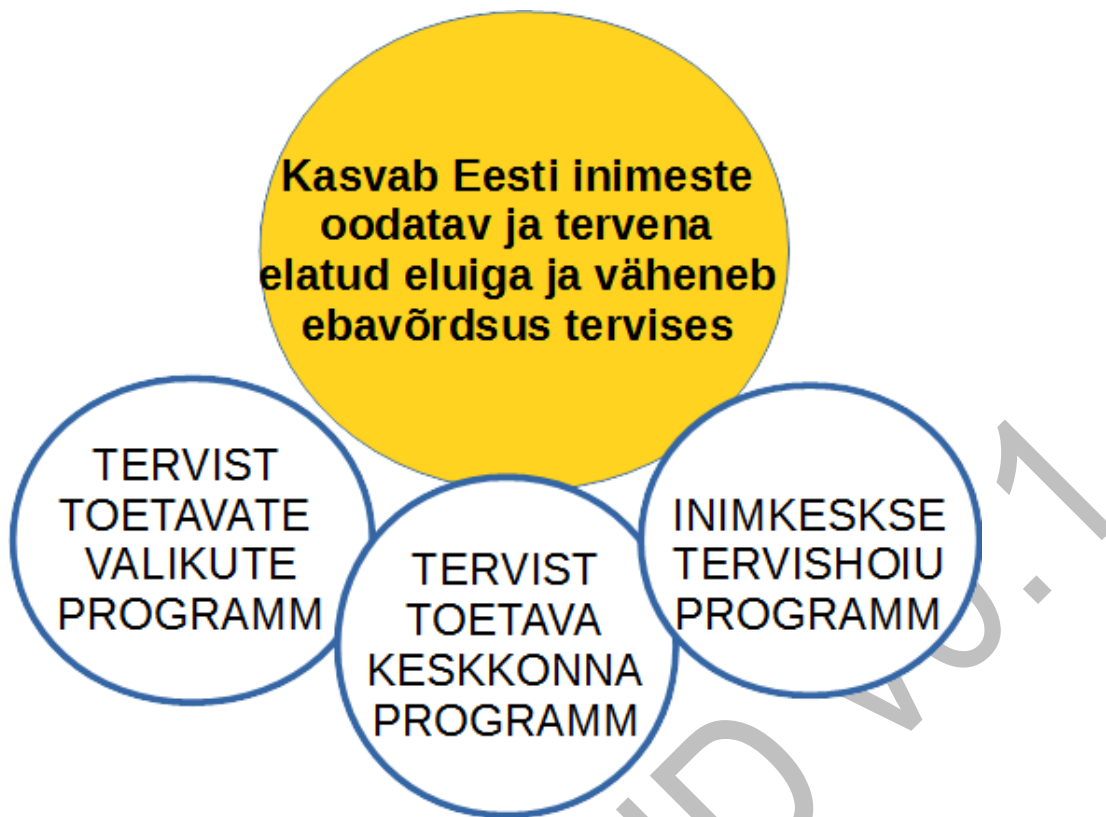 Kasvab Eesti inimeste
oodatav ja tervena
elatud eluiga ja väheneb
ebavõrdsus tervises
TERVIST
TOETAVATE
VALIKUTE
PROGRAMM
TERVIST
TOETAVA
KESKKONNA
PROGRAMM
INIMKESKSE
TERVISHOIU
PROGRAMM